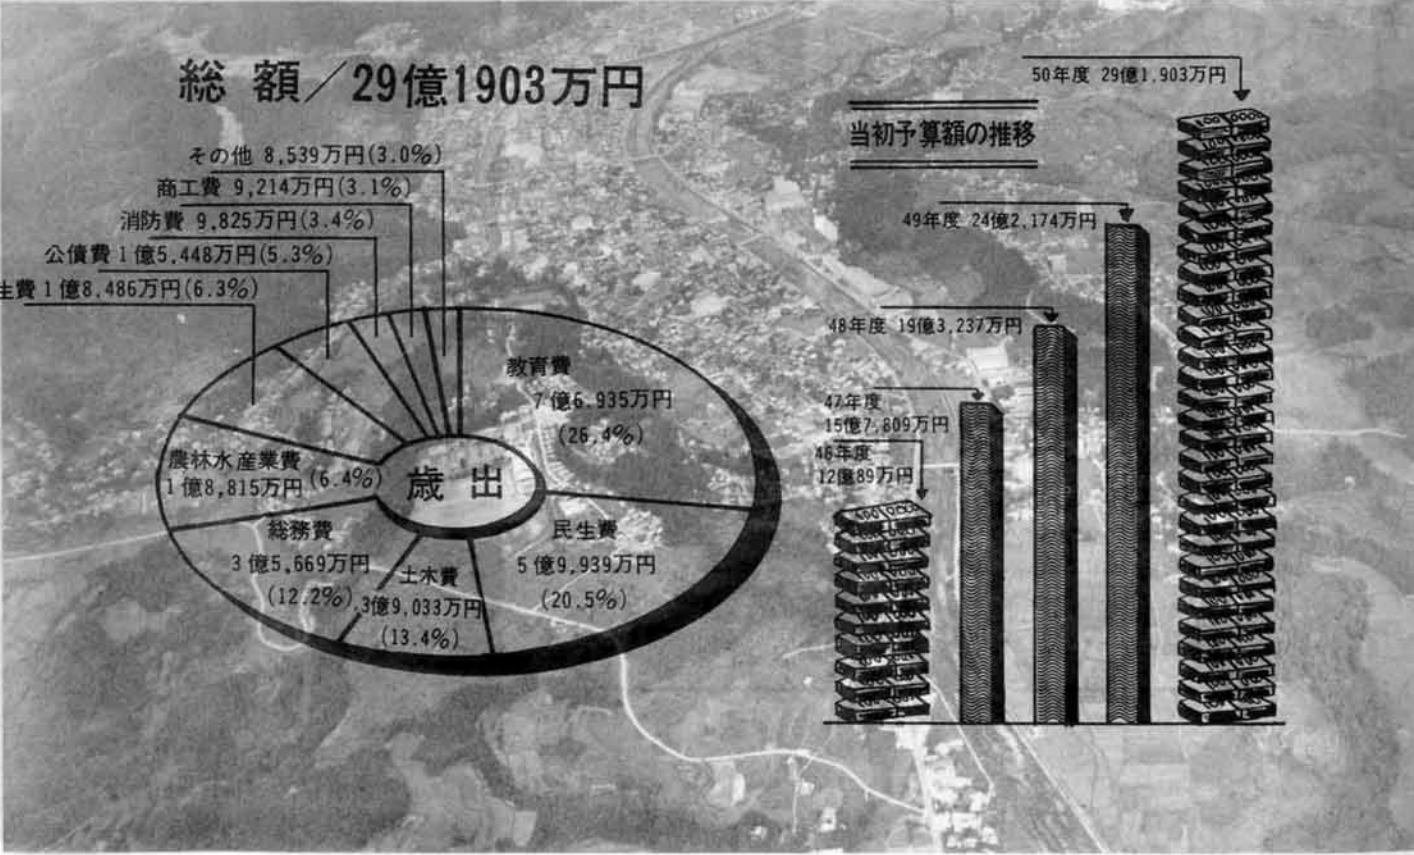 総額／29億1903万円
その他 8,539万円(3.0%)
商工費 9,214万円(3.1%)
消防費 9,825万円(3.4%)
公債費 1億5,448万円(5.3%)
生費 1億8,486万円(6.3%)
農林水産業費
1億8,815万円 (6.4%)
総務費
3億5,669万円
(12.2%)
土木費
3億9,033万円
(13.4%)
民生費
5億9,939万円
(20.5%)
教育費
7億6,935万円
(26.4%)
歳出
当初予算額の推移
50年度 29億1,903万円
49年度 24億2,174万円
48年度 19億3,237万円
47年度
15億7,809万円
46年度
12億89万円